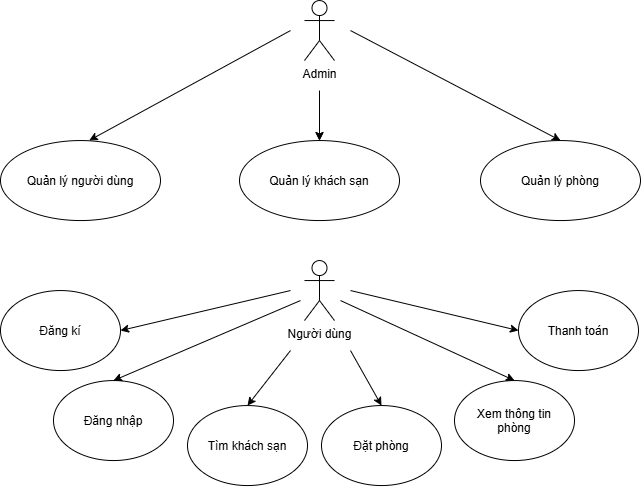 Admin
Quản lý người dùng
Quản lý khách sạn
Quản lý phòng
Người dùng
Đăng kí
Thanh toán
Đăng nhập
Tìm khách sạn
Đặt phòng
Xem thông tin
phòng